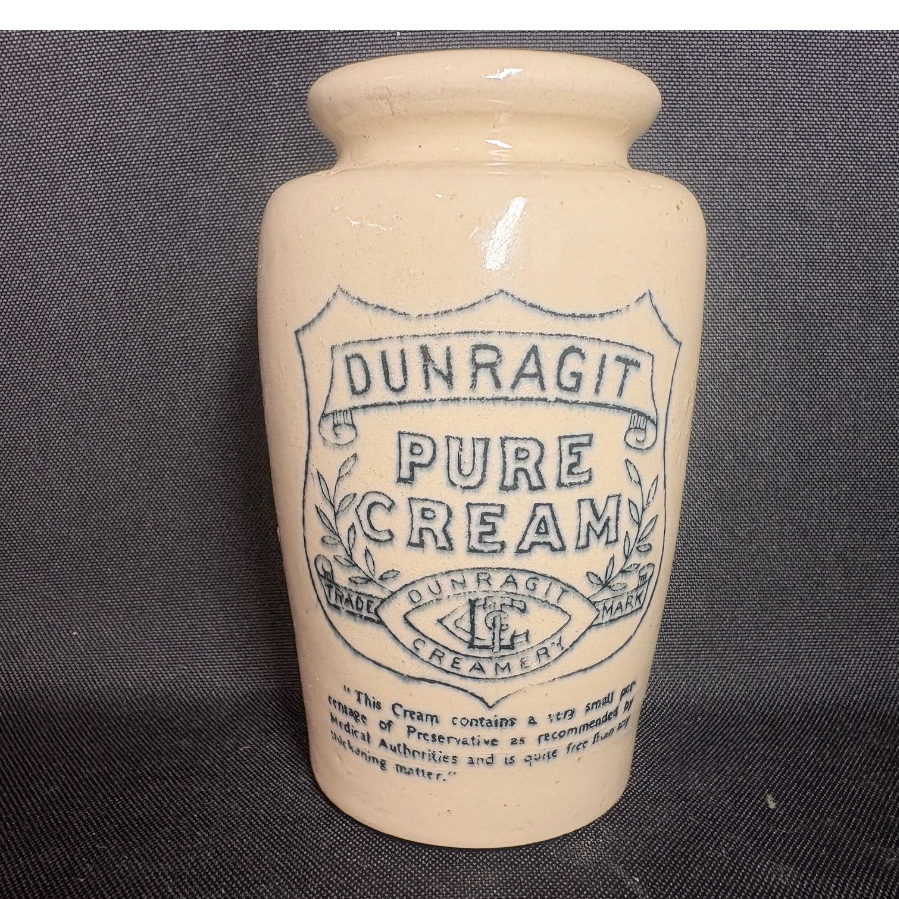 DUNRAGIT
PURE
CREAM
TRADE
DUNRAGIT
CREAMERY
MARK
"This Cream contains a very small per-
centage of Preservative as recommended by
Medical Authorities and is quite free from any
thickening matter."